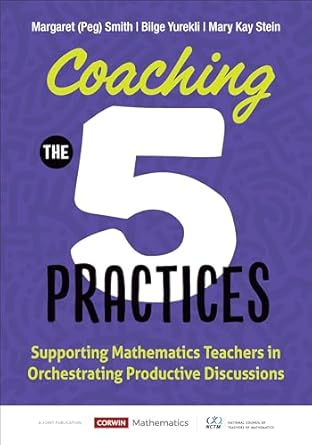 Margaret (Peg) Smith | Bilge Yurekli | Mary Kay Stein
Coaching
THE
5
PRACTICES
Supporting Mathematics Teachers in
Orchestrating Productive Discussions
A JOINT PUBLICATION
CORWIN Mathematics
NCTM
NATIONAL COUNCIL OF
TEACHERS OF MATHEMATICS